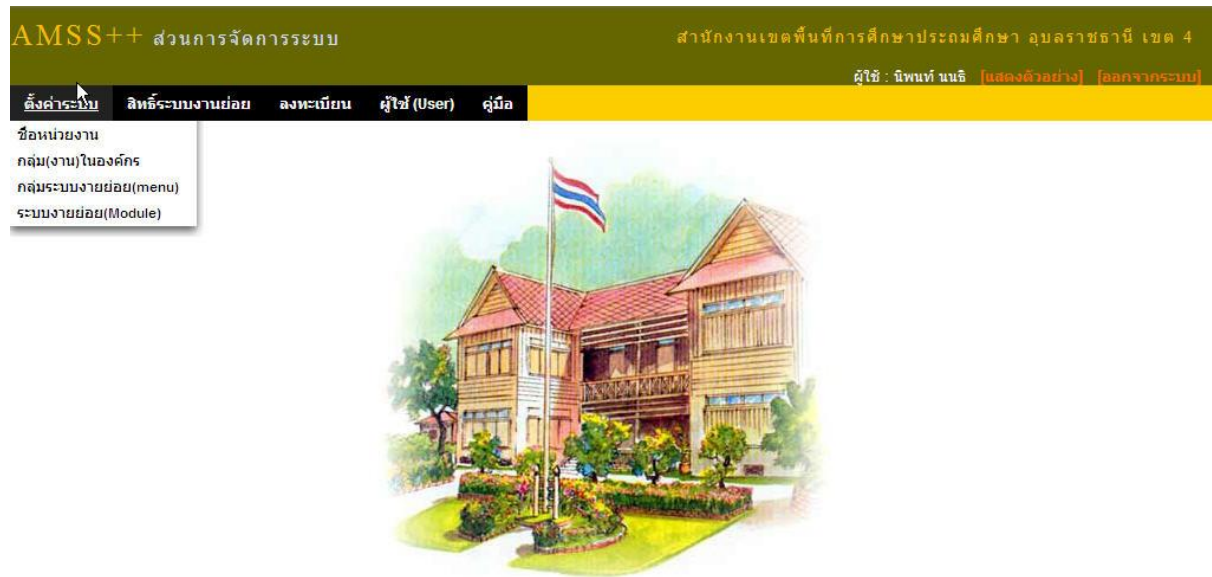 AMSS++ ส่วนการจัดการระบบ
สำนักงานเขตพื้นที่การศึกษาประถมศึกษา อุบลราชธานี เขต 4
ผู้ใช้ : นิพนท์ นนธิ [แสดงตัวอย่าง] [ออกจากระบบ]
ตั้งค่าระบบ สิทธิ์ระบบงานย่อย ลงทะเบียน ผู้ใช้ (User) คู่มือ
ชื่อหน่วยงาน
กลุ่ม(งาน)ในองค์กร
กลุ่มระบบงายย่อย(menu)
ระบบงายย่อย(Module)